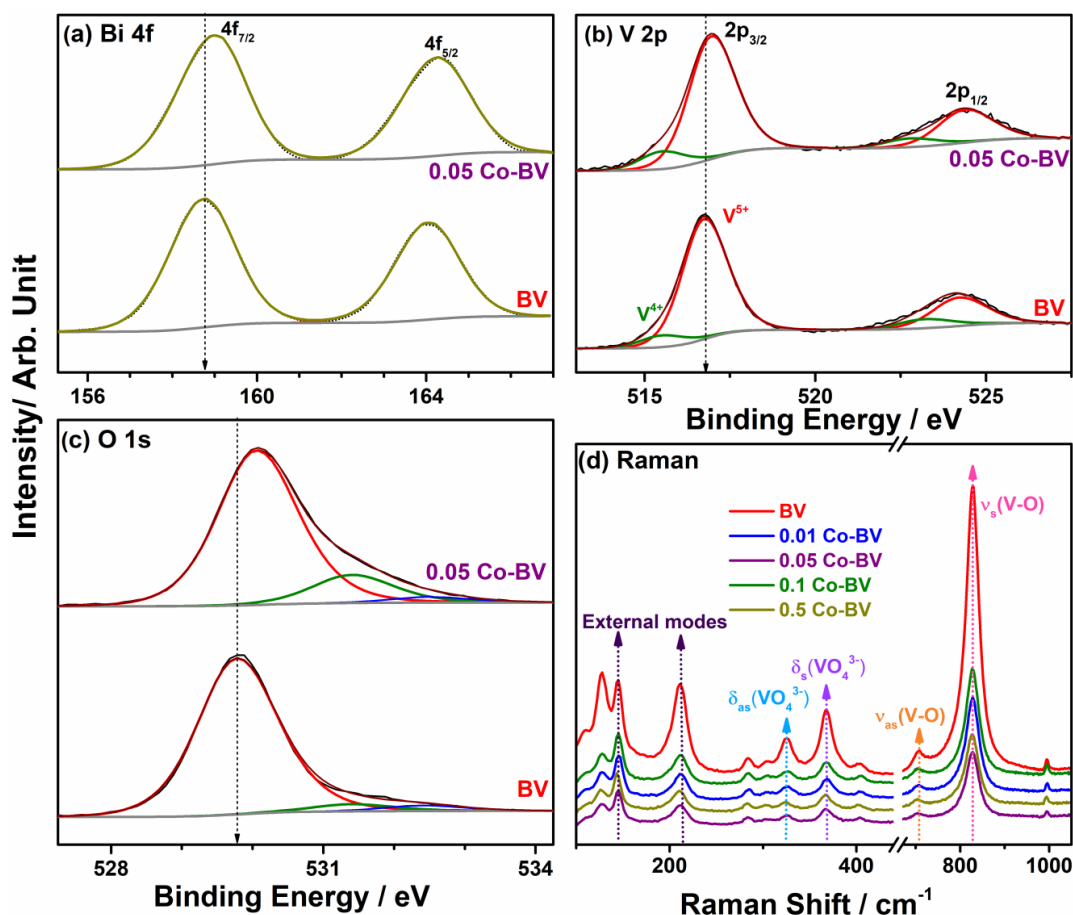 Intensity/ Arb. Unit
(a) Bi 4f
4f7/2
4f5/2
0.05 Co-BV
BV
156 160 164
(b) V 2p
2p3/2
2p1/2
0.05 Co-BV
V5+
V4+
BV
515 520 525
Binding Energy / eV
(c) O 1s
0.05 Co-BV
BV
528 531 534
Binding Energy / eV
(d) Raman
νs(V-O)
BV
0.01 Co-BV
0.05 Co-BV
0.1 Co-BV
0.5 Co-BV
External modes
δs(VO43-)
δas(VO43-)
νas(V-O)
200 400 800 1000
Raman Shift / cm-1